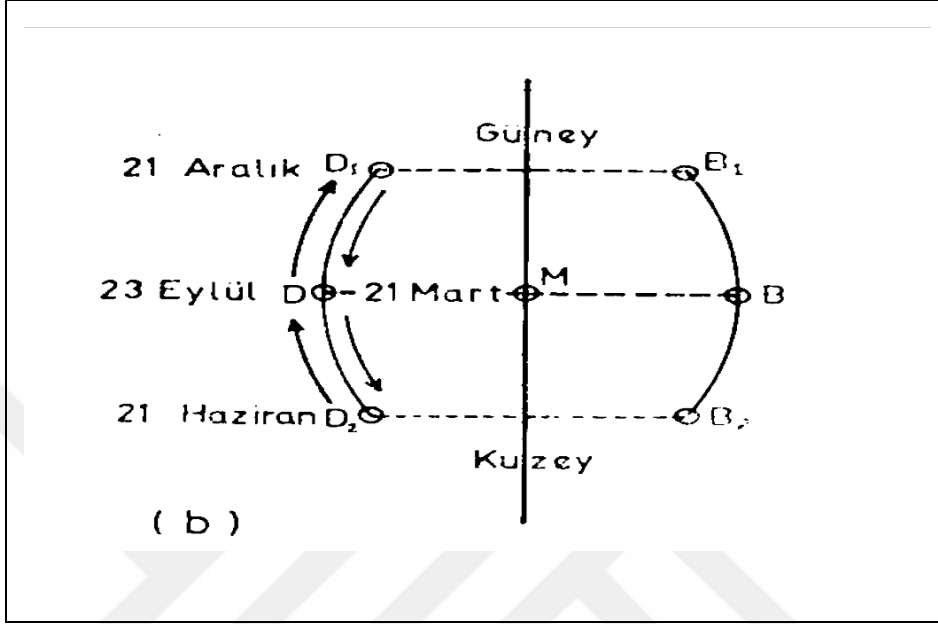 Güney
21 Aralık D₁ B₁
23 Eylül D 21 Mart M B
21 Haziran D₂ B₂
Kuzey
(b)